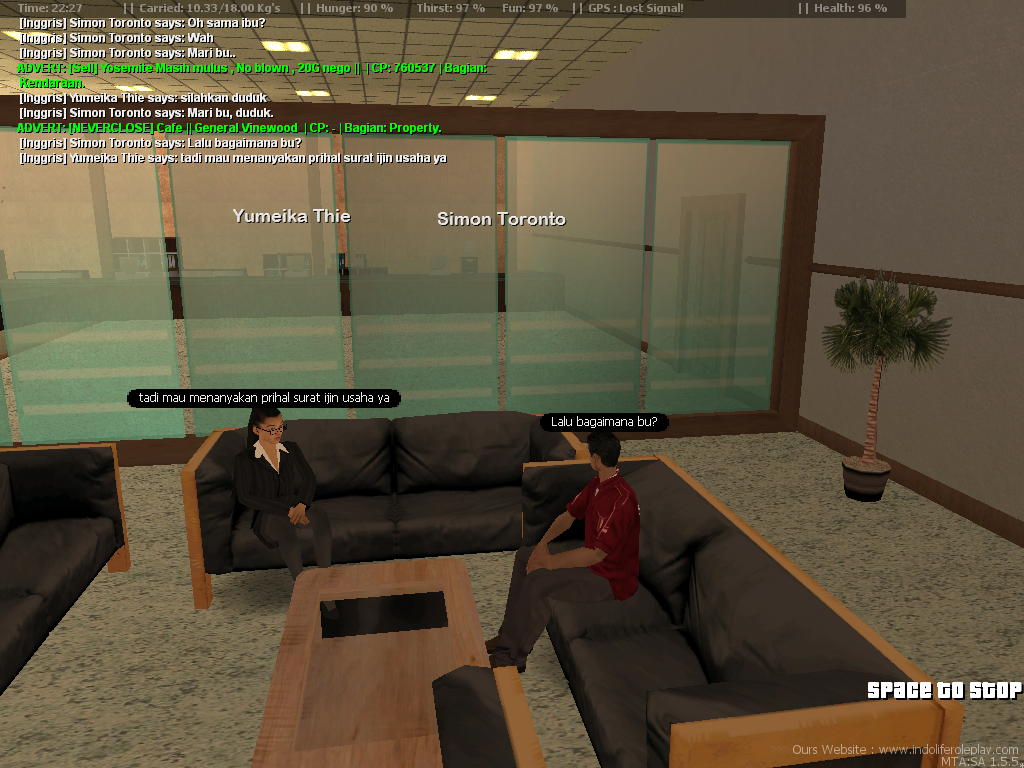 Time: 22:27 || Carried: 10.33/18.00 Kg's || Hunger: 90 % Thirst: 97 % Fun: 97 % || GPS : Lost Signal! || Health: 96 %
[Inggris] Simon Toronto says: Oh sama ibu?
[Inggris] Simon Toronto says: Wah
[Inggris] Simon Toronto says: Mari bu..
ADVERT: [Sell] Yosemite Masih mulus , No blown , 20G nego || | CP: 760537 | Bagian:
Kendaraan.
[Inggris] Yumeika Thie says: silahkan duduk
[Inggris] Simon Toronto says: Mari bu, duduk.
ADVERT: [NEVERCLOSE] Cafe || General Vinewood | CP: - | Bagian: Property.
[Inggris] Simon Toronto says: Lalu bagaimana bu?
[Inggris] Yumeika Thie says: tadi mau menanyakan prihal surat ijin usaha ya
Yumeika Thie
Simon Toronto
tadi mau menanyakan prihal surat ijin usaha ya
Lalu bagaimana bu?
SPACE TO STOP
Ours Website : www.indoliferoleplay.com
MTA:SA 1.5.5